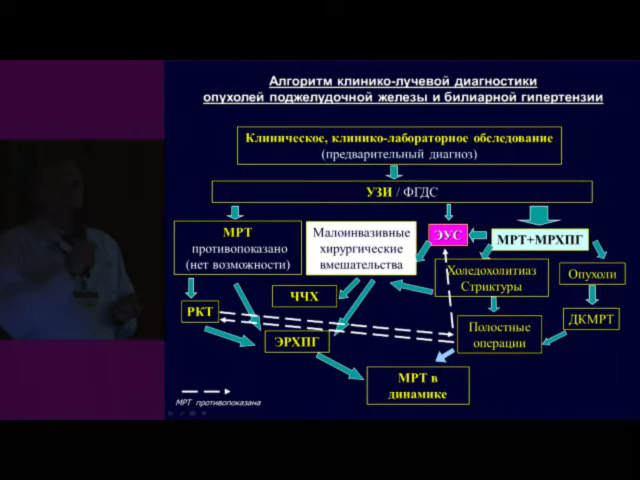 Алгоритм клинико-лучевой диагностики
опухолей поджелудочной железы и билиарной гипертензии
Клиническое, клинико-лабораторное обследование
(предварительный диагноз)
УЗИ / ФГДС
МРТ
противопоказано
(нет возможности)
Малоинвазивные
хирургические
вмешательства
ЭУС
МРТ+МРХПГ
Холедохолитиаз
Стриктуры
Опухоли
ЧЧХ
РКТ
ДКМРТ
Полостные
операции
ЭРХПГ
МРТ в
динамике
МРТ противопоказана